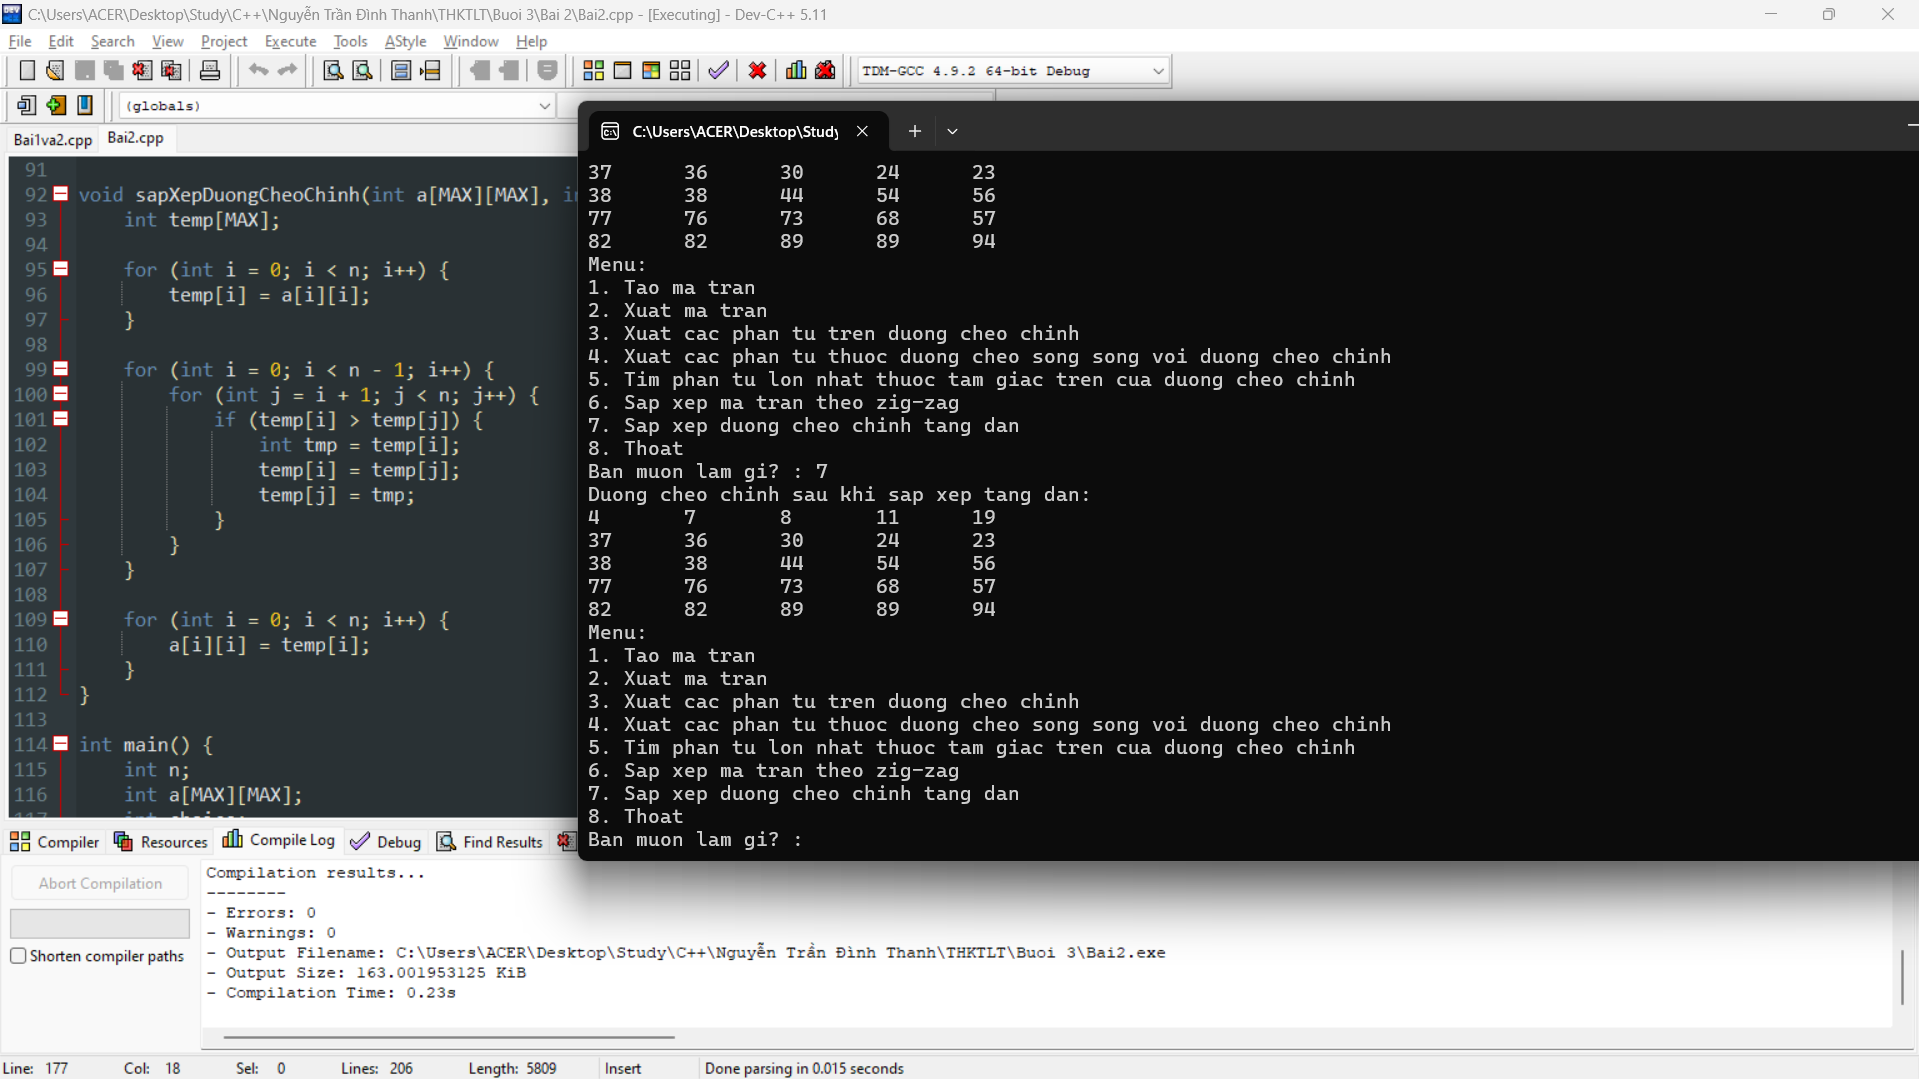 C:\Users\ACER\Desktop\Study\C++\Nguyễn Trần Đình Thanh\THKTLT\Buoi 3\Bai 2\Bai2.cpp - [Executing] - Dev-C++ 5.11
File Edit Search View Project Execute Tools AStyle Window Help
TDM-GCC 4.9.2 64-bit Debug
(globals)
Bai1va2.cpp Bai2.cpp
91
92 void sapXepDuongCheoChinh(int a[MAX][MAX],
93 int temp[MAX];
94
95 for (int i = 0; i < n; i++) {
96 temp[i] = a[i][i];
97 }
98
99 for (int i = 0; i < n - 1; i++) {
100 for (int j = i + 1; j < n; j++) {
101 if (temp[i] > temp[j]) {
102 int tmp = temp[i];
103 temp[i] = temp[j];
104 temp[j] = tmp;
105 }
106 }
107 }
108
109 for (int i = 0; i < n; i++) {
110 a[i][i] = temp[i];
111 }
112 }
113
114 int main() {
115 int n;
116 int a[MAX][MAX];
C:\Users\ACER\Desktop\Study
37 36 30 24 23
38 38 44 54 56
77 76 73 68 57
82 82 89 89 94
Menu:
1. Tao ma tran
2. Xuat ma tran
3. Xuat cac phan tu tren duong cheo chinh
4. Xuat cac phan tu thuoc duong cheo song song voi duong cheo chinh
5. Tim phan tu lon nhat thuoc tam giac tren cua duong cheo chinh
6. Sap xep ma tran theo zig-zag
7. Sap xep duong cheo chinh tang dan
8. Thoat
Ban muon lam gi? : 7
Duong cheo chinh sau khi sap xep tang dan:
4 7 8 11 19
37 36 30 24 23
38 38 44 54 56
77 76 73 68 57
82 82 89 89 94
Menu:
1. Tao ma tran
2. Xuat ma tran
3. Xuat cac phan tu tren duong cheo chinh
4. Xuat cac phan tu thuoc duong cheo song song voi duong cheo chinh
5. Tim phan tu lon nhat thuoc tam giac tren cua duong cheo chinh
6. Sap xep ma tran theo zig-zag
7. Sap xep duong cheo chinh tang dan
8. Thoat
Ban muon lam gi? :
Compiler Resources Compile Log Debug Find Results
Abort Compilation
Shorten compiler paths
Compilation results...
--------
- Errors: 0
- Warnings: 0
- Output Filename: C:\Users\ACER\Desktop\Study\C++\Nguyễn Trần Đình Thanh\THKTLT\Buoi 3\Bai2.exe
- Output Size: 163.001953125 KiB
- Compilation Time: 0.23s
Line: 177 Col: 18 Sel: 0 Lines: 206 Length: 5809 Insert Done parsing in 0.015 seconds